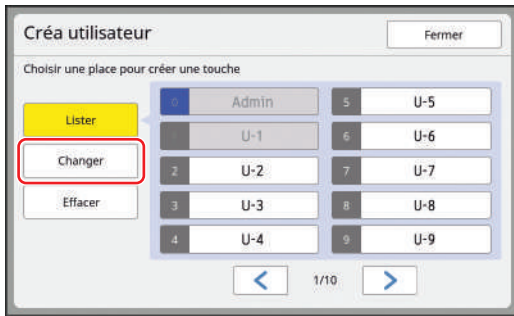 Créa utilisateur
Fermer
Choisir une place pour créer une touche
Lister
Changer
Effacer
0 Admin
U-1
2 U-2
3 U-3
4 U-4
5 U-5
6 U-6
7 U-7
8 U-8
9 U-9
1/10